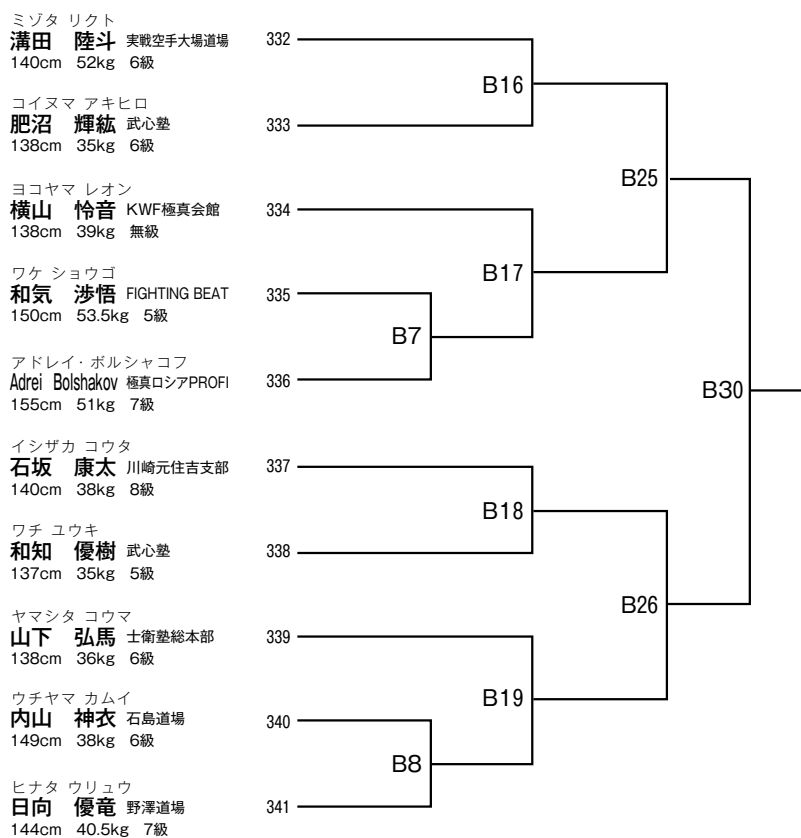 ミゾタ リクト
溝田 陸斗 実戦空手大場道場 332
140cm 52kg 6級
B16
コイヌマ アキヒロ
肥沼 輝紘 武心塾 333
138cm 35kg 6級
B25
ヨコヤマ レオン
横山 怜音 KWF極真会館 334
138cm 39kg 無級
B17
ワケ ショウゴ
和気 渉悟 FIGHTING BEAT 335
150cm 53.5kg 5級
B7
アドレイ・ボルシャコフ
Adrei Bolshakov 極真ロシアPROFI 336
155cm 51kg 7級
B30
イシザカ コウタ
石坂 康太 川崎元住吉支部 337
140cm 38kg 8級
B18
ワチ ユウキ
和知 優樹 武心塾 338
137cm 35kg 5級
B26
ヤマシタ コウマ
山下 弘馬 士衛塾総本部 339
138cm 36kg 6級
B19
ウチヤマ カムイ
内山 神衣 石島道場 340
149cm 38kg 6級
B8
ヒナタ ウリュウ
日向 優竜 野澤道場 341
144cm 40.5kg 7級